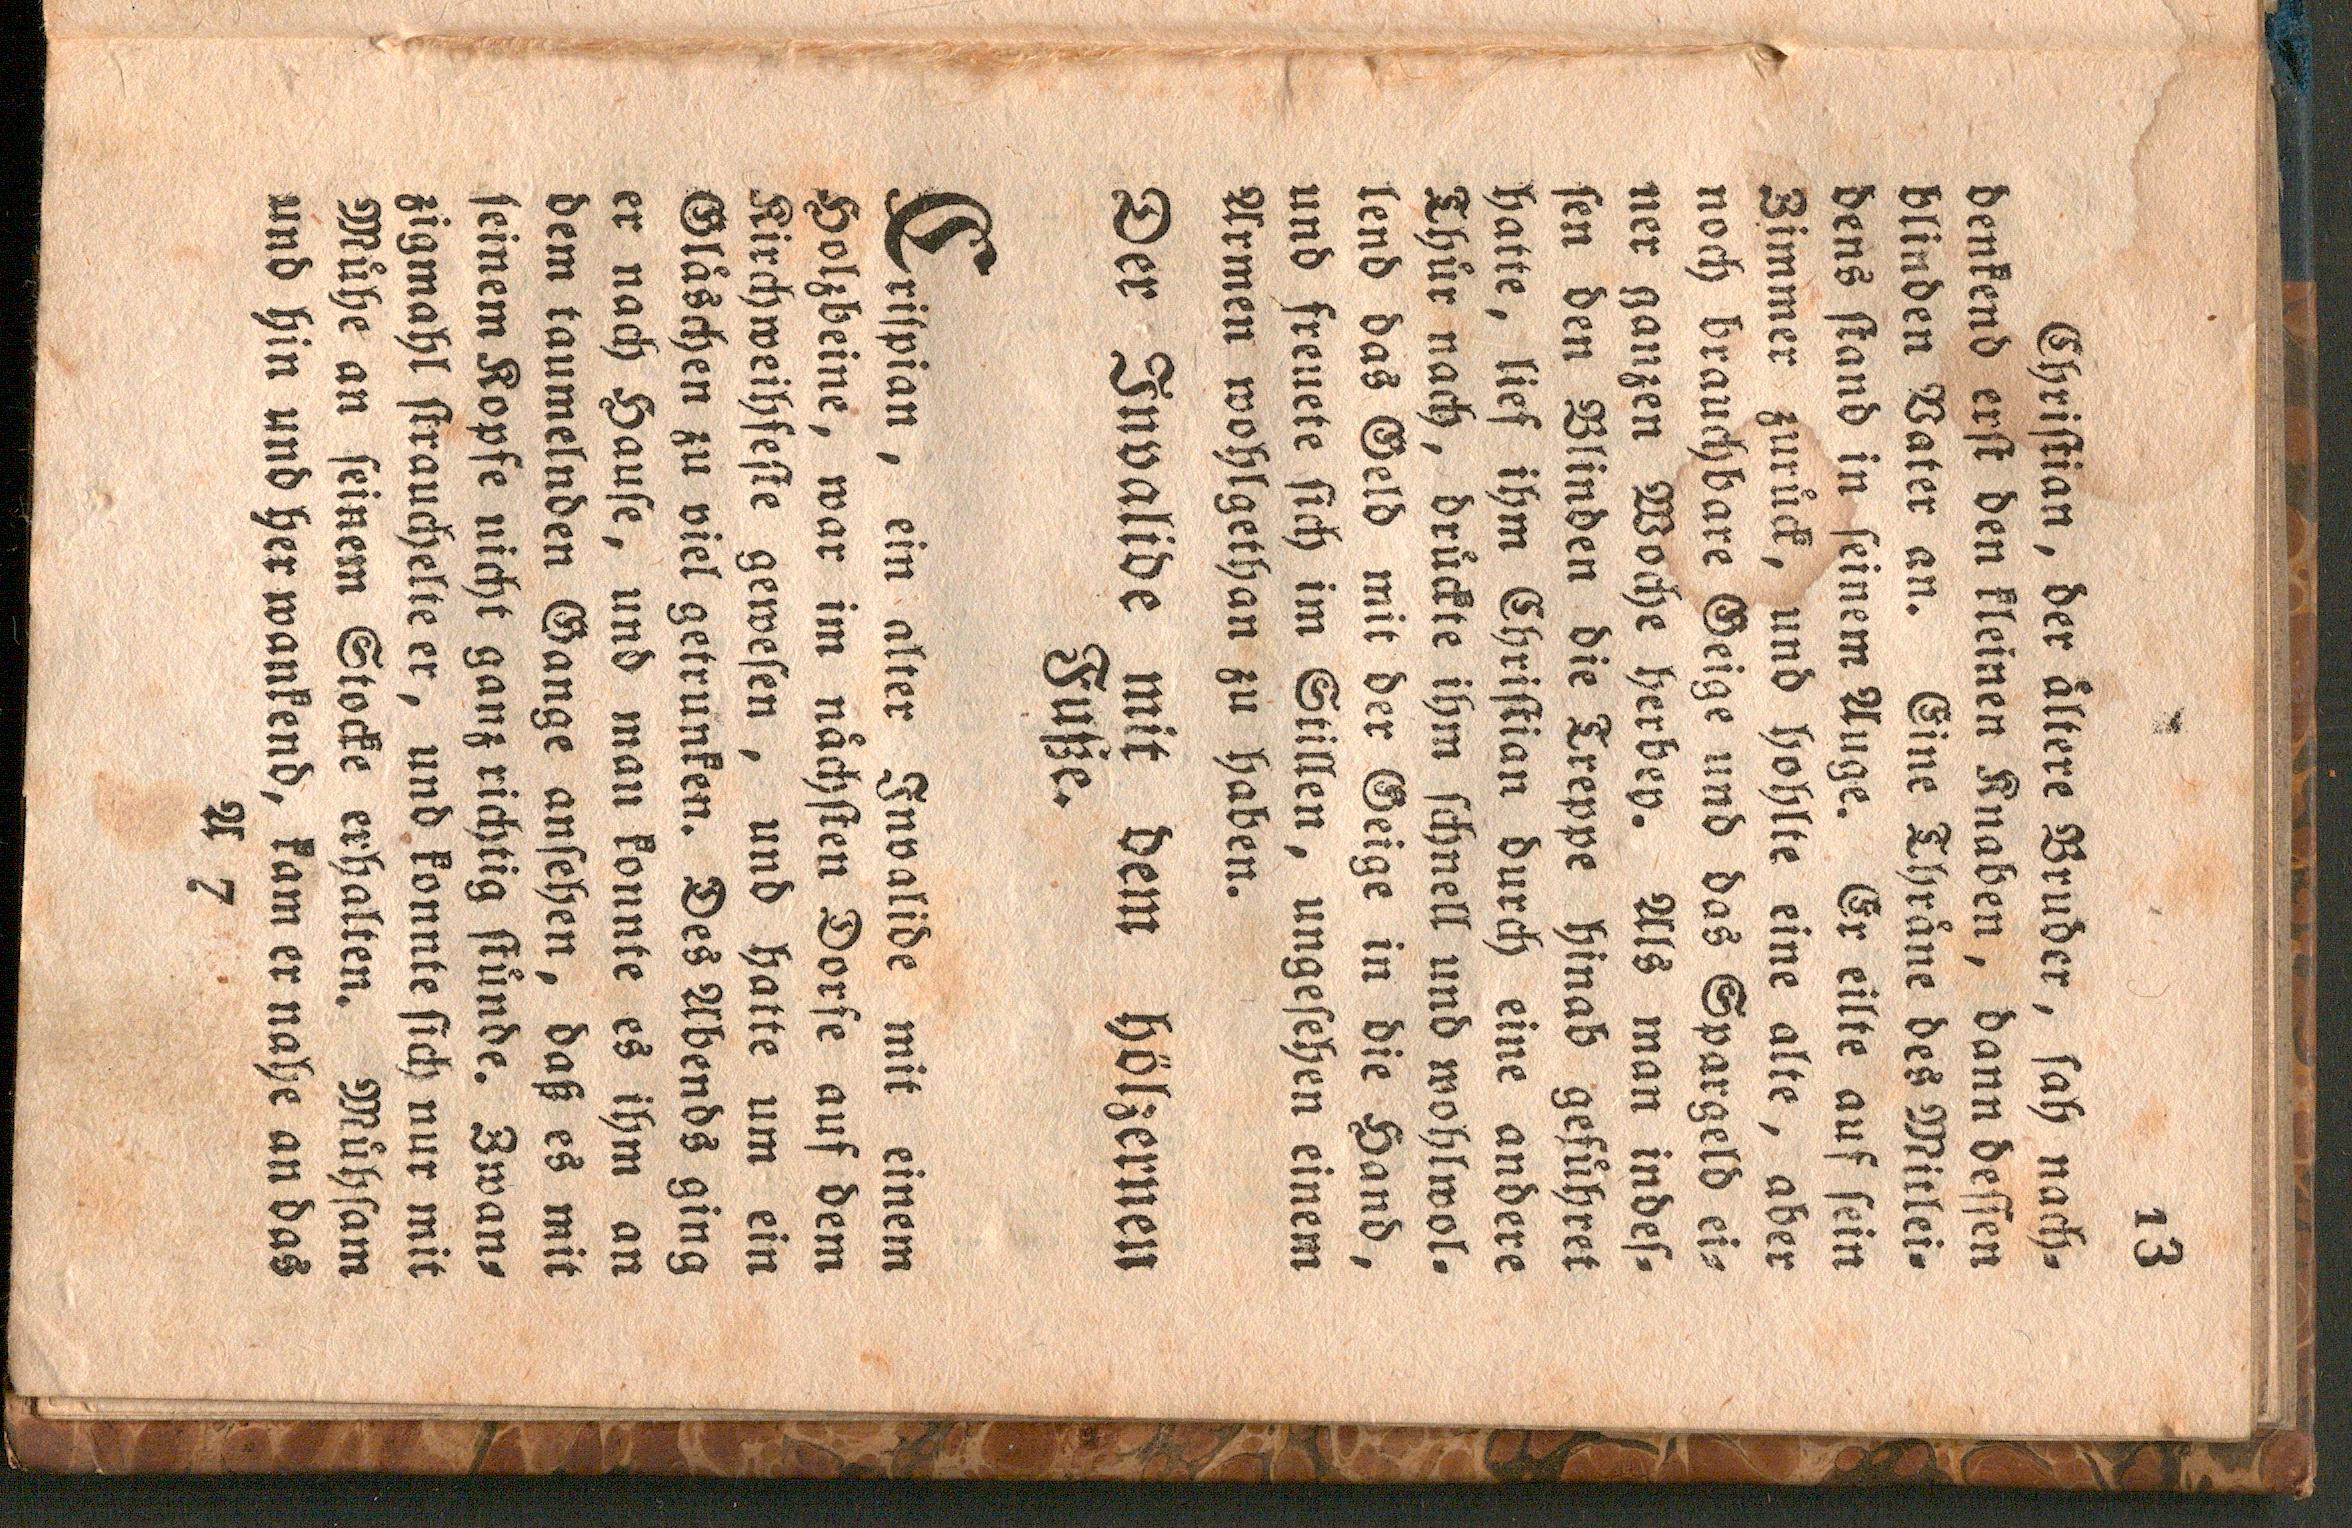 13
Chriſtian, der ältere Bruder, ſah nach-
denkend erſt den kleinen Knaben, dann deſſen
blinden Vater an. Eine Thräne des Mitlei-
dens ſtand in ſeinem Auge. Er eilte auf ſein
Zimmer zurück, und hohlte eine alte, aber
noch brauchbare Geige und das Spargeld ei-
ner ganzen Woche herbey. Als man indeſ-
ſen den Blinden die Treppe hinab geführet
hatte, lief ihm Chriſtian durch eine andere
Thür nach, drückte ihm ſchnell und wohlwol-
lend das Geld mit der Geige in die Hand,
und freute ſich im Stillen, ungeſehen einem
Armen wohlgethan zu haben.
Der Invalide mit dem hölzernen
Fuße.
Criſpian, ein alter Invalide mit einem
Holzbeine, war im nächſten Dorfe auf dem
Kirchweihfeſte geweſen, und hatte um ein
Gläschen zu viel getrunken. Des Abends ging
er nach Hauſe, und man konnte es ihm an
dem taumelnden Gange anſehen, daß es mit
ſeinem Kopfe nicht ganz richtig ſtünde. Zwan-
zigmahl ſtrauchelte er, und konnte ſich nur mit
Mühe an ſeinem Stocke erhalten. Mühſam
und hin und her wankend, kam er nahe an das
A 7